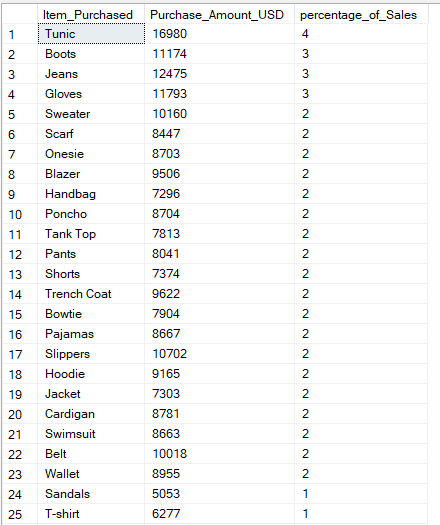 Item_Purchased Purchase_Amount_USD percentage_of_Sales
1 Tunic 16980 4
2 Boots 11174 3
3 Jeans 12475 3
4 Gloves 11793 3
5 Sweater 10160 2
6 Scarf 8447 2
7 Onesie 8703 2
8 Blazer 9506 2
9 Handbag 7296 2
10 Poncho 8704 2
11 Tank Top 7813 2
12 Pants 8041 2
13 Shorts 7374 2
14 Trench Coat 9622 2
15 Bowtie 7904 2
16 Pajamas 8667 2
17 Slippers 10702 2
18 Hoodie 9165 2
19 Jacket 7303 2
20 Cardigan 8781 2
21 Swimsuit 8663 2
22 Belt 10018 2
23 Wallet 8955 2
24 Sandals 5053 1
25 T-shirt 6277 1